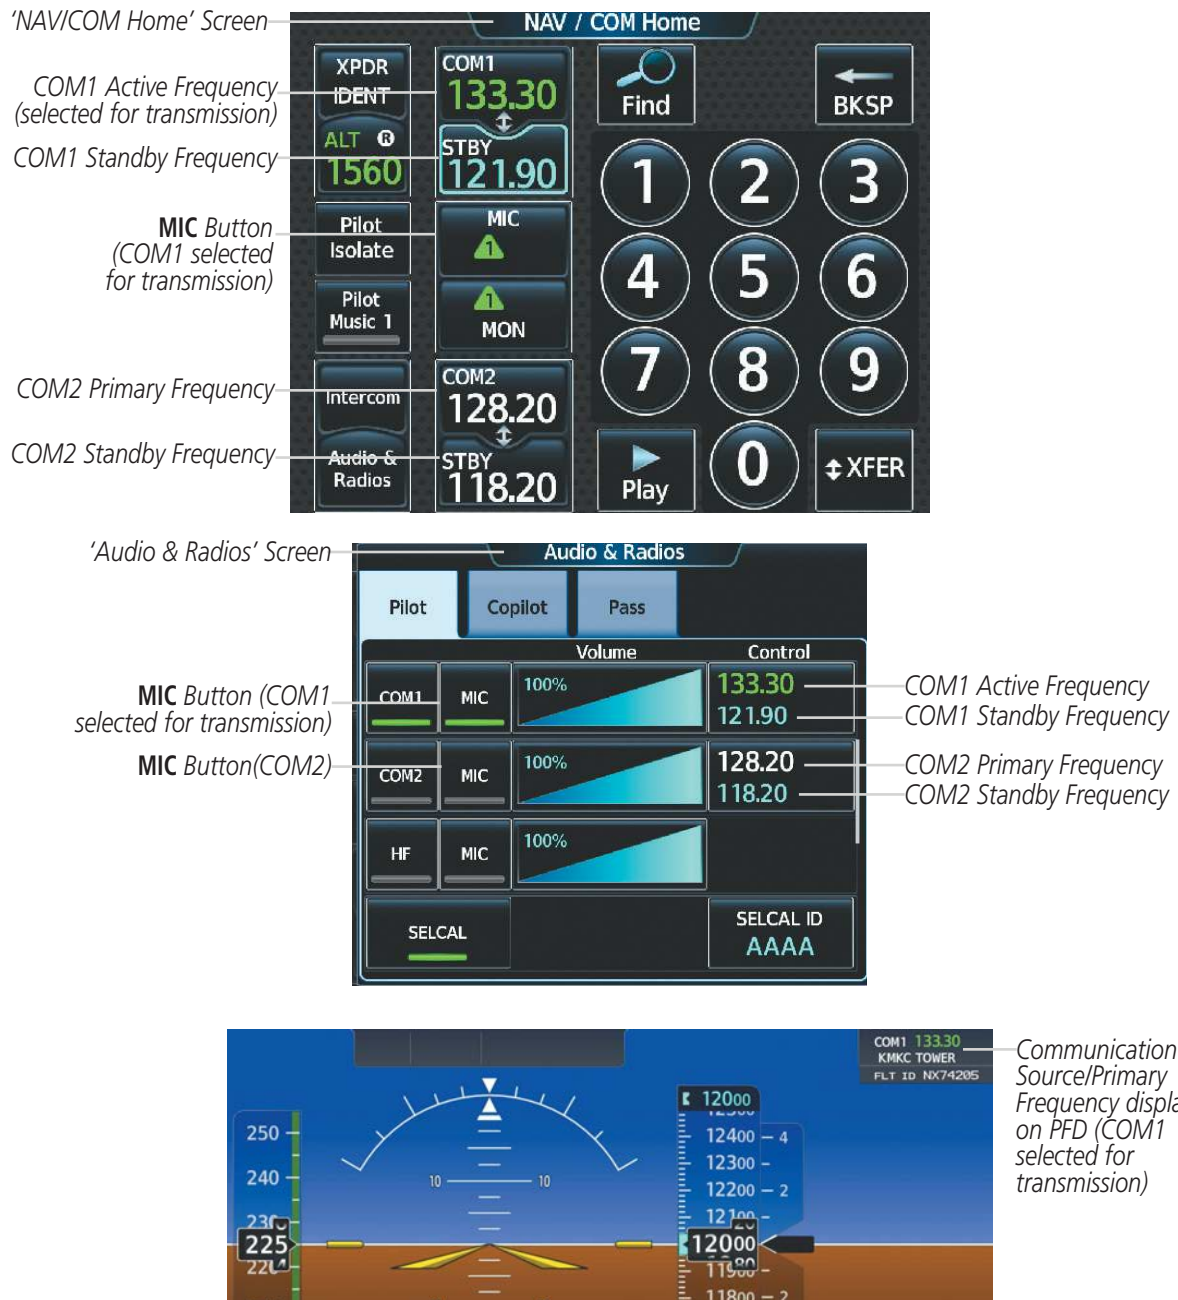 'NAV/COM Home' Screen
NAV / COM Home
COM1 Active Frequency
(selected for transmission)
COM1 Standby Frequency
MIC Button
(COM1 selected
for transmission)
COM2 Primary Frequency
COM2 Standby Frequency
XPDR
IDENT
ALT R
1560
Pilot
Isolate
Pilot
Music 1
Intercom
Audio &
Radios
COM1
133.30
STBY
121.90
MIC
1
1
MON
COM2
128.20
STBY
118.20
Find
BKSP
1 2 3
4 5 6
7 8 9
Play
0
XFER
'Audio & Radios' Screen
Audio & Radios
Pilot Copilot Pass
Volume Control
MIC Button (COM1
selected for transmission)
MIC Button(COM2)
COM1 MIC 100% 133.30
121.90
COM2 MIC 100% 128.20
118.20
HF MIC 100%
SELCAL
SELCAL ID
AAAA
COM1 Active Frequency
COM1 Standby Frequency
COM2 Primary Frequency
COM2 Standby Frequency
COM1 133.30
KMKC TOWER
FLT ID NX74205
Communication
Source/Primary
Frequency displa
on PFD (COM1
selected for
transmission)
250
240
225
10 10
12000
12400 4
12300
12200 2
12000
11800 2